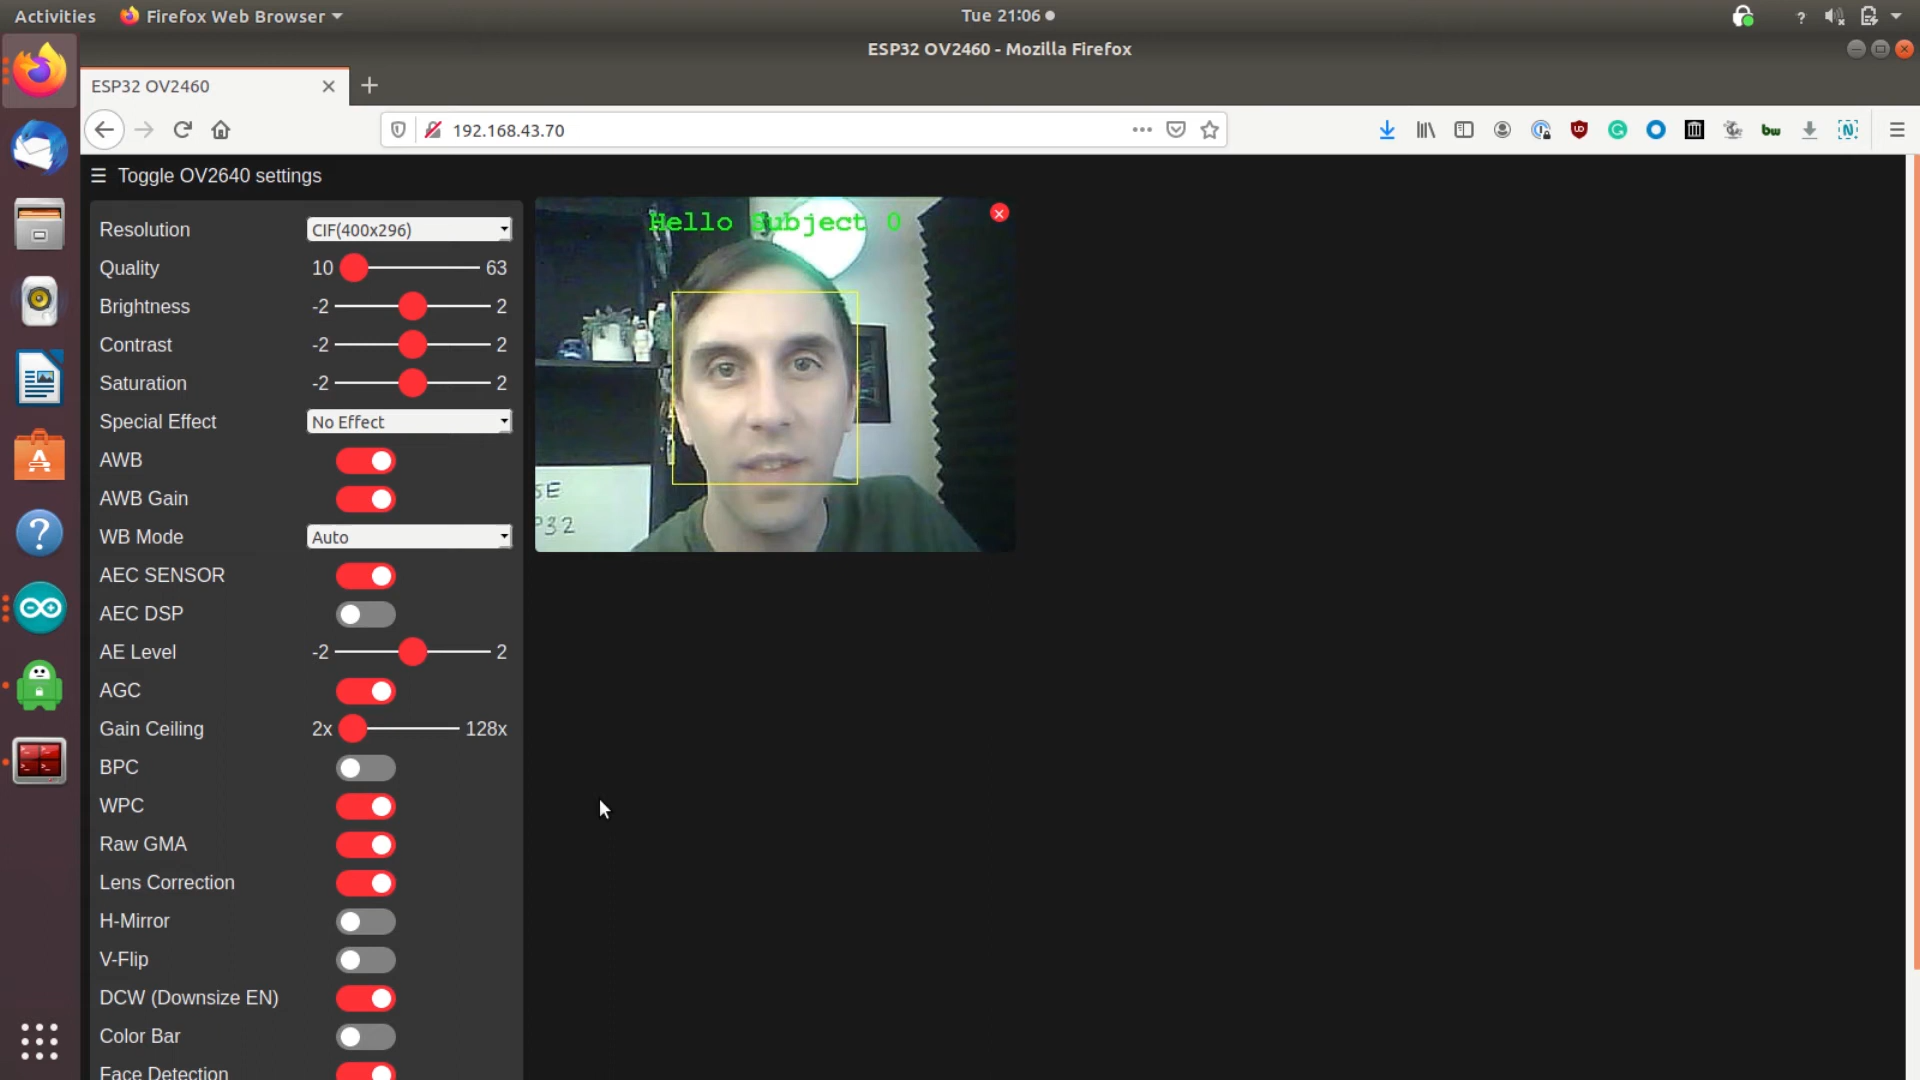 Activities
Firefox Web Browser
Tue 21:06
ESP32 OV2460 - Mozilla Firefox
ESP32 OV2460
192.168.43.70
Toggle OV2640 settings
Resolution CIF(400x296)
Quality 10 63
Brightness -2 2
Contrast -2 2
Saturation -2 2
Special Effect No Effect
AWB
AWB Gain
WB Mode Auto
AEC SENSOR
AEC DSP
AE Level -2 2
AGC
Gain Ceiling 2x 128x
BPC
WPC
Raw GMA
Lens Correction
H-Mirror
V-Flip
DCW (Downsize EN)
Color Bar
Face Detection
Hello Subject 0
SE
P32